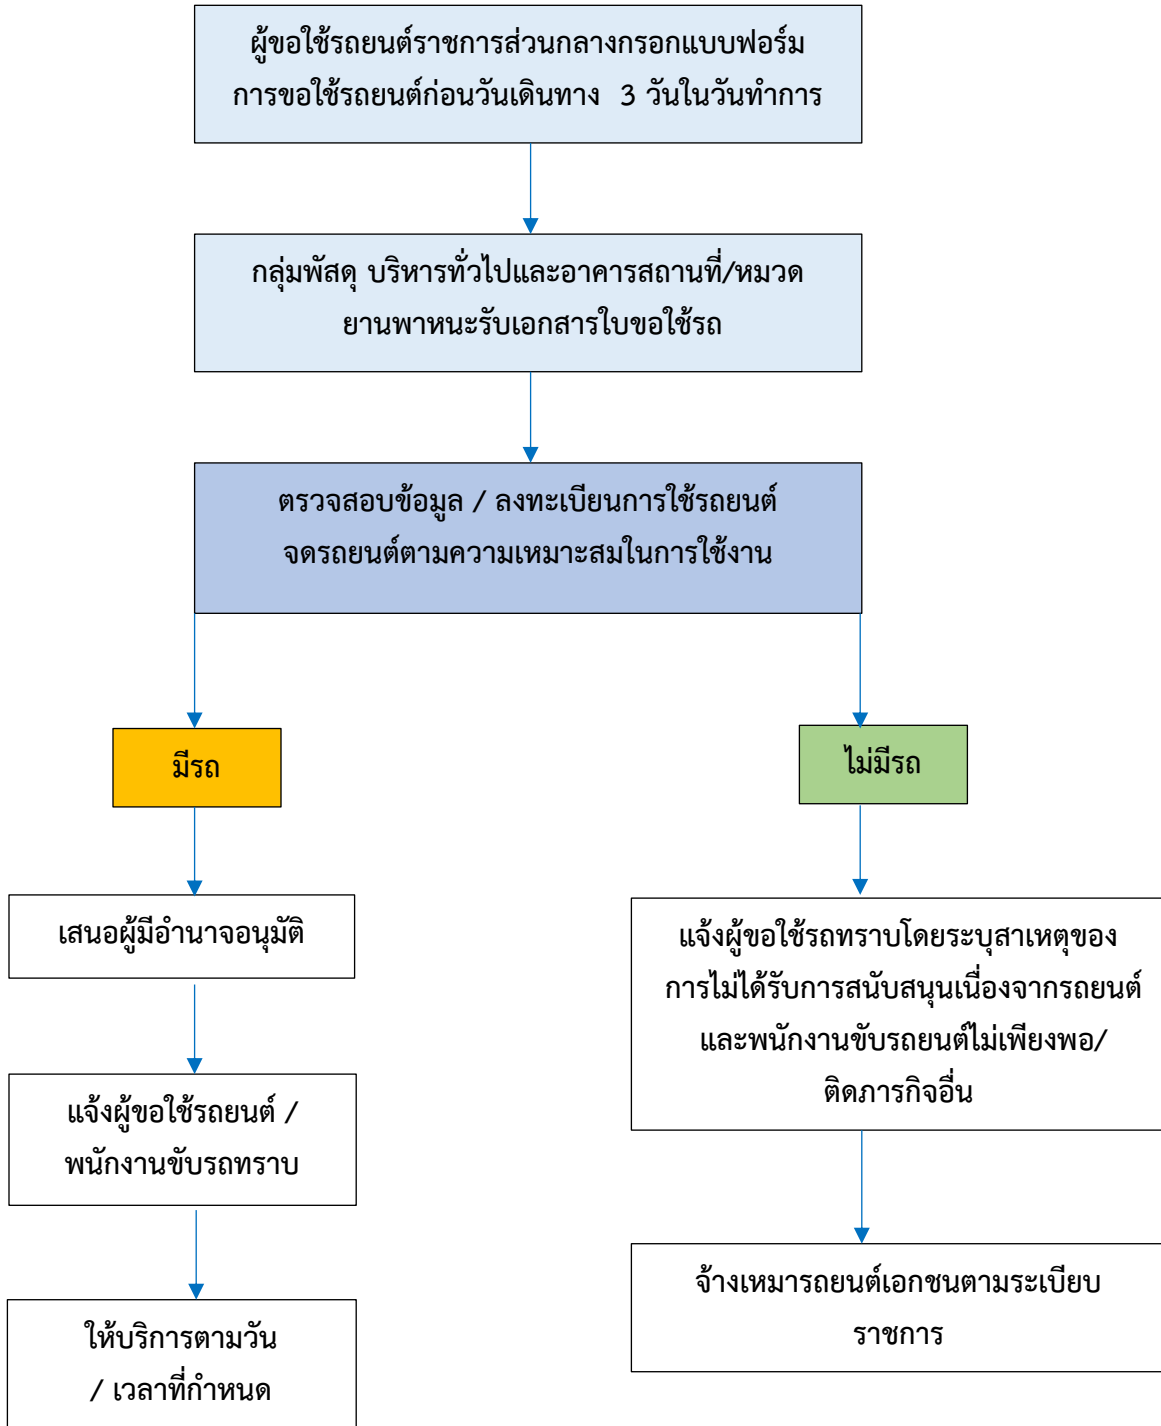 ผู้ขอใช้รถยนต์ราชการส่วนกลางกรอกแบบฟอร์ม
การขอใช้รถยนต์ก่อนวันเดินทาง 3 วันในวันทำการ
กลุ่มพัสดุ บริหารทั่วไปและอาคารสถานที่/หมวด
ยานพาหนะรับเอกสารใบขอใช้รถ
ตรวจสอบข้อมูล / ลงทะเบียนการใช้รถยนต์
จดรถยนต์ตามความเหมาะสมในการใช้งาน
มีรถ
ไม่มีรถ
เสนอผู้มีอำนาจอนุมัติ
แจ้งผู้ขอใช้รถยนต์ /
พนักงานขับรถทราบ
ให้บริการตามวัน
/ เวลาที่กำหนด
แจ้งผู้ขอใช้รถทราบโดยระบุสาเหตุของ
การไม่ได้รับการสนับสนุนเนื่องจากรถยนต์
และพนักงานขับรถยนต์ไม่เพียงพอ/
ติดภารกิจอื่น
จ้างเหมารถยนต์เอกชนตามระเบียบ
ราชการ